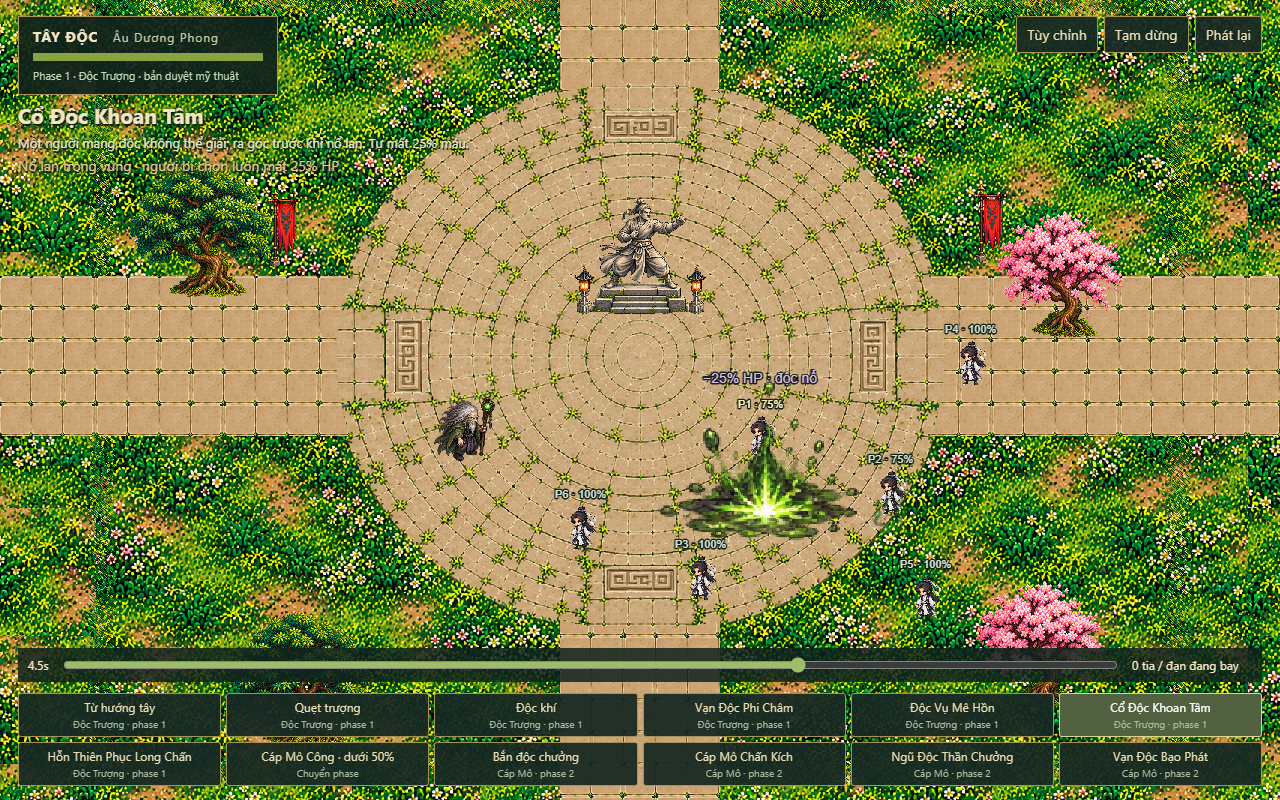 TÂY ĐỘC Âu Dương Phong
Phase 1 · Độc Trượng · bản duyệt mỹ thuật
Tùy chỉnh
Tạm dừng
Phát lại
Cổ Độc Khoan Tâm
Một người mang độc không thể giải; ra góc trước khi nổ lan. Tự mất 25% máu.
Nổ lan trong vùng · người bị chọn luôn mất 25% HP
P4 · 100%
−25% HP · độc nổ
P1 · 75%
P2 · 75%
P6 · 100%
P3 · 100%
P5 · 100%
4.5s
0 tia / đạn đang bay
Từ hướng tây
Độc Trượng · phase 1
Quẹt trượng
Độc Trượng · phase 1
Độc khí
Độc Trượng · phase 1
Vạn Độc Phi Châm
Độc Trượng · phase 1
Độc Vụ Mê Hồn
Độc Trượng · phase 1
Cổ Độc Khoan Tâm
Độc Trượng · phase 1
Hỗn Thiên Phục Long Chấn
Độc Trượng · phase 1
Cáp Mô Công · dưới 50%
Chuyển phase
Bắn độc chưởng
Cáp Mô · phase 2
Cáp Mô Chấn Kích
Cáp Mô · phase 2
Ngũ Độc Thần Chưởng
Cáp Mô · phase 2
Vạn Độc Bạo Phát
Cáp Mô · phase 2